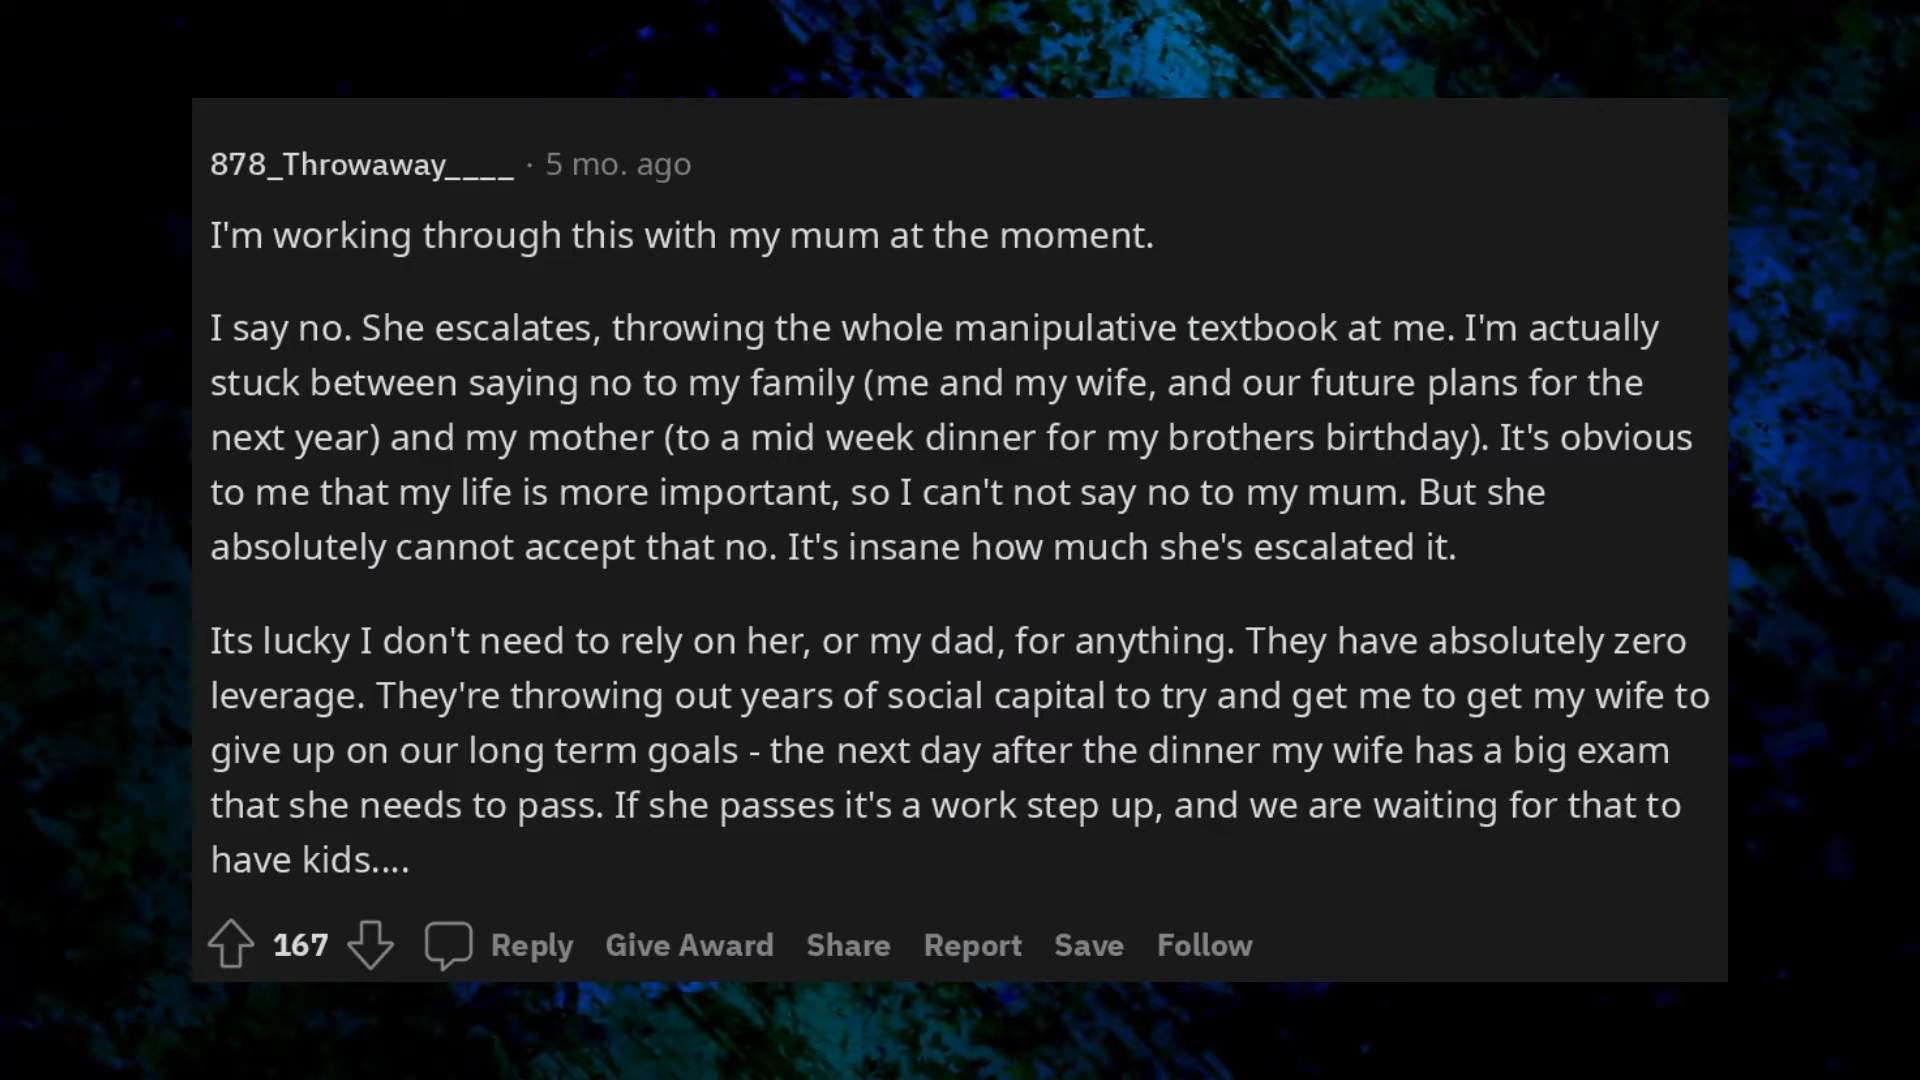 878_Throwaway____ · 5 mo. ago
I'm working through this with my mum at the moment.
I say no. She escalates, throwing the whole manipulative textbook at me. I'm actually
stuck between saying no to my family (me and my wife, and our future plans for the
next year) and my mother (to a mid week dinner for my brothers birthday). It's obvious
to me that my life is more important, so I can't not say no to my mum. But she
absolutely cannot accept that no. It's insane how much she's escalated it.
Its lucky I don't need to rely on her, or my dad, for anything. They have absolutely zero
leverage. They're throwing out years of social capital to try and get me to get my wife to
give up on our long term goals - the next day after the dinner my wife has a big exam
that she needs to pass. If she passes it's a work step up, and we are waiting for that to
have kids....
167 Reply Give Award Share Report Save Follow